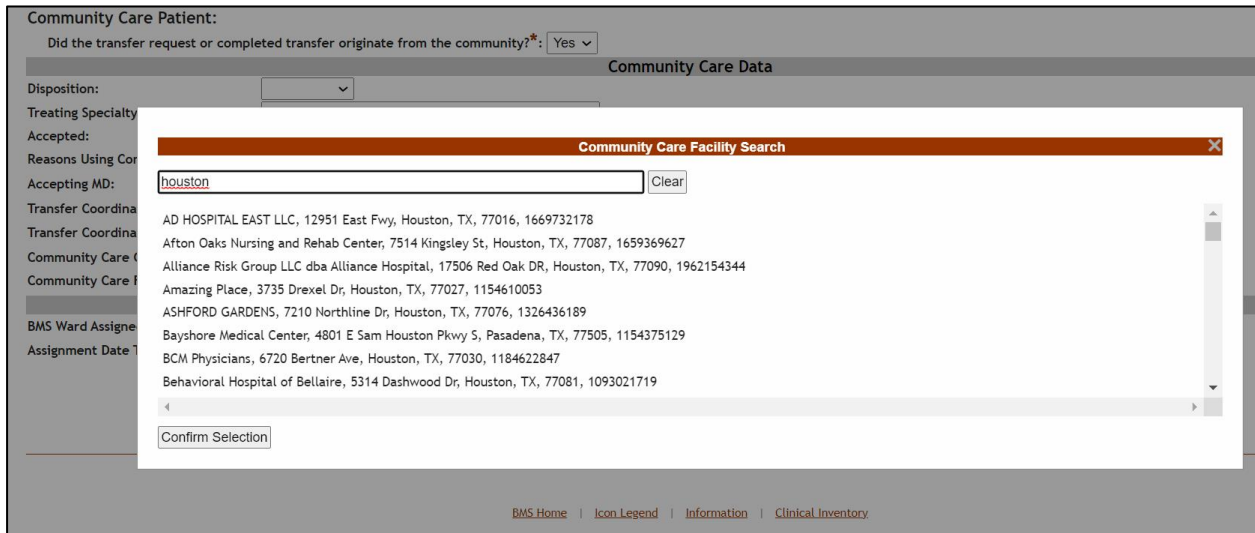 Community Care Patient:
Did the transfer request or completed transfer originate from the community?*: Yes
Community Care Data
Disposition:
Treating Specialty
Accepted:
Reasons Using Cor
Accepting MD:
Transfer Coordina
Transfer Coordina
Community Care
Community Care
BMS Ward Assigne
Assignment Date
Community Care Facility Search
houston Clear
AD HOSPITAL EAST LLC, 12951 East Fwy, Houston, TX, 77016, 1669732178
Afton Oaks Nursing and Rehab Center, 7514 Kingsley St, Houston, TX, 77087, 1659369627
Alliance Risk Group LLC dba Alliance Hospital, 17506 Red Oak DR, Houston, TX, 77090, 1962154344
Amazing Place, 3735 Drexel Dr, Houston, TX, 77027, 1154610053
ASHFORD GARDENS, 7210 Northline Dr, Houston, TX, 77076, 1326436189
Bayshore Medical Center, 4801 E Sam Houston Pkwy S, Pasadena, TX, 77505, 1154375129
BCM Physicians, 6720 Bertner Ave, Houston, TX, 77030, 1184622847
Behavioral Hospital of Bellaire, 5314 Dashwood Dr, Houston, TX, 77081, 1093021719
Confirm Selection
BMS Home | Icon Legend | Information | Clinical Inventory